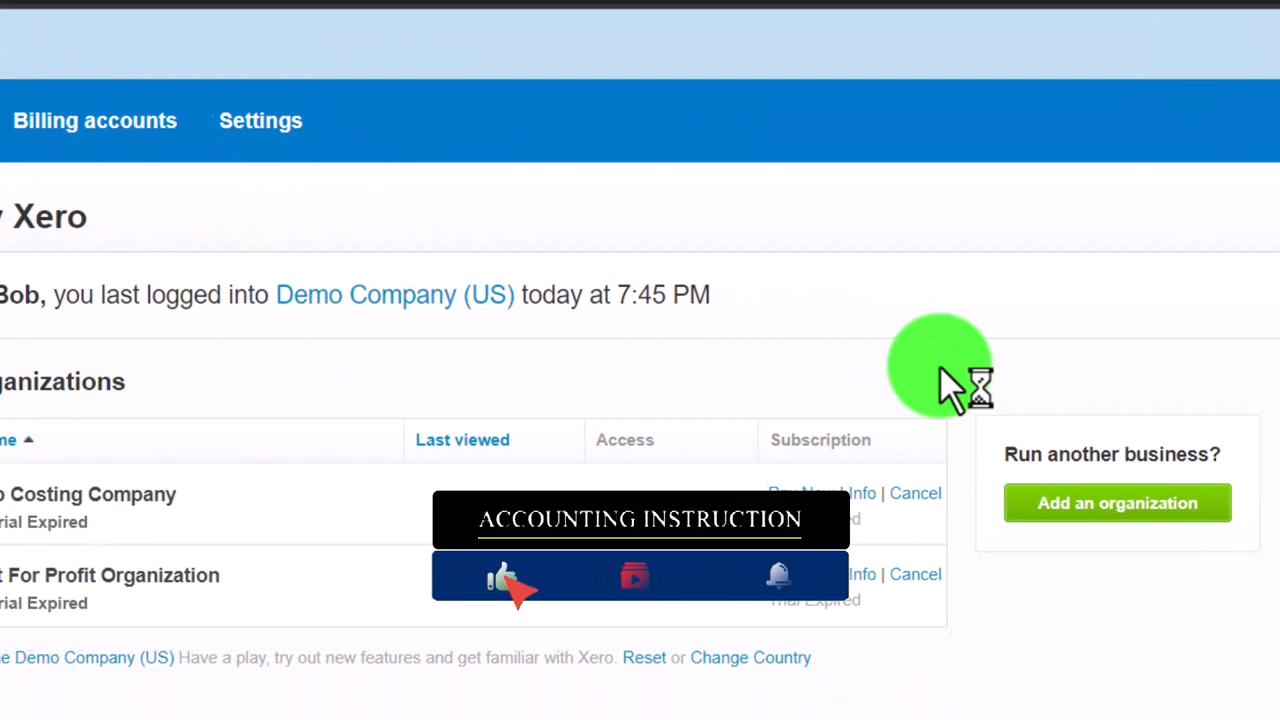 Billing accounts Settings
Xero
Bob, you last logged into Demo Company (US) today at 7:45 PM
ganizations
me Last viewed Access Subscription
Costing Company Info | Cancel
rial Expired
ACCOUNTING INSTRUCTION
t For Profit Organization Info | Cancel
rial Expired Trial Expired
Demo Company (US) Have a play, try out new features and get familiar with Xero. Reset or Change Country
Run another business?
Add an organization